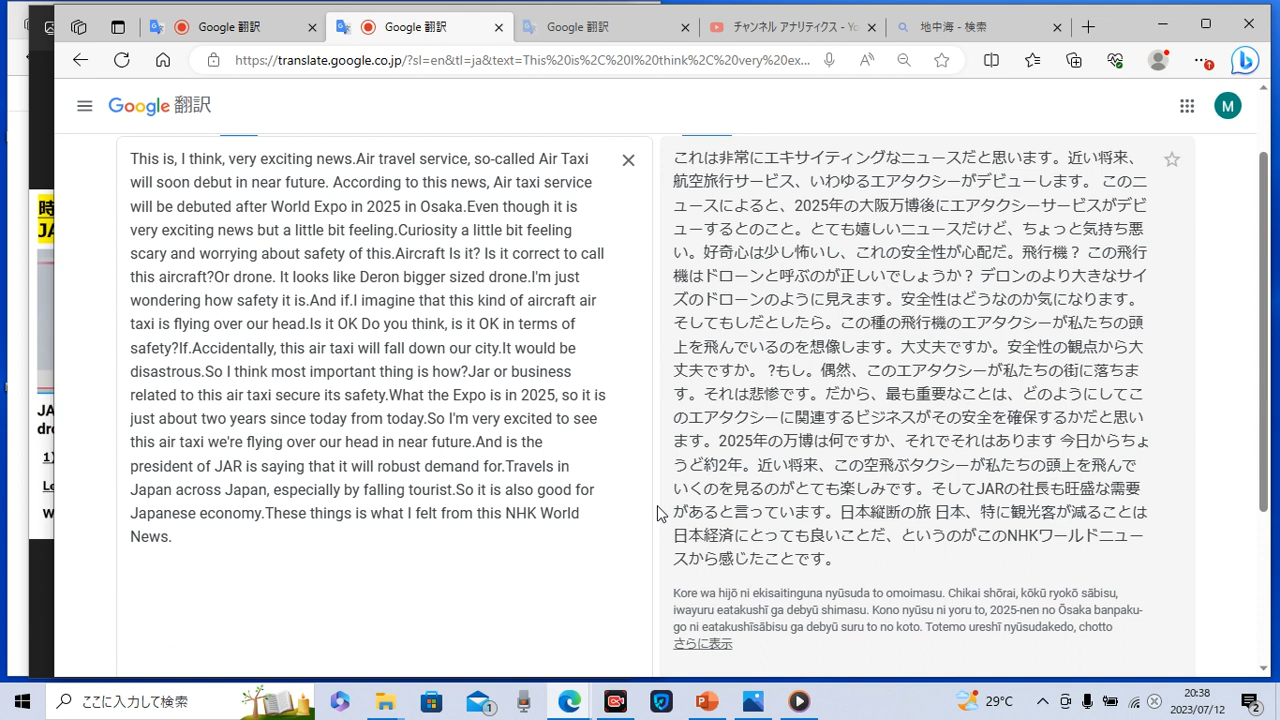 Google 翻訳
Google 翻訳
Google 翻訳
チャンネル アナリティクス - Yo
地中海 - 検索
https://translate.google.co.jp/?sl=en&tl=ja&text=This%20is%2C%20I%20think%2C%20very%20ex...
Google 翻訳
M
This is, I think, very exciting news.Air travel service, so-called Air Taxi
will soon debut in near future. According to this news, Air taxi service
will be debuted after World Expo in 2025 in Osaka.Even though it is
very exciting news but a little bit feeling.Curiosity a little bit feeling
scary and worrying about safety of this.Aircraft Is it?Is it correct to call
this aircraft?Or drone. It looks like Deron bigger sized drone.I'm just
wondering how safety it is.And if.I imagine that this kind of aircraft air
taxi is flying over our head.Is it OK Do you think, is it OK in terms of
safety?If.Accidentally, this air taxi will fall down our city.It would be
disastrous.So I think most important thing is how?Jar or business
related to this air taxi secure its safety.What the Expo is in 2025, so it is
just about two years since today from today.So I'm very excited to see
this air taxi we're flying over our head in near future.And is the
president of JAR is saying that it will robust demand for.Travels in
Japan across Japan, especially by falling tourist.So it is also good for
Japanese economy.These things is what I felt from this NHK World
News.
これは非常にエキサイティングなニュースだと思います。近い将来、
航空旅行サービス、いわゆるエアタクシーがデビューします。 このニ
ュースによると、2025年の大阪万博後にエアタクシーサービスがデビ
ューするとのこと。とても嬉しいニュースだけど、ちょっと気持ち悪
い。好奇心は少し怖いし、これの安全性が心配だ。飛行機？ この飛行
機はドローンと呼ぶのが正しいでしょうか？ デロンのより大きなサイ
ズのドローンのように見えます。安全性はどうなのか気になります。
そしてもしだとしたら。この種の飛行機のエアタクシーが私たちの頭
上を飛んでいるのを想像します。大丈夫ですか。安全性の観点から大
丈夫ですか。 ?もし。偶然、このエアタクシーが私たちの街に落ちま
す。それは悲惨です。だから、最も重要なことは、どのようにしてこ
のエアタクシーに関連するビジネスがその安全を確保するかだと思い
ます。2025年の万博は何ですか、それでそれはあります 今日からちょ
うど約2年。近い将来、この空飛ぶタクシーが私たちの頭上を飛んで
いくのを見るのがとても楽しみです。そしてJARの社長も旺盛な需要
があると言っています。日本縦断の旅 日本、特に観光客が減ることは
日本経済にとっても良いことだ、というのがこのNHKワールドニュー
スから感じたことです。
Kore wa hijō ni ekisaitinguna nyūsuda to omoimasu. Chikai shōrai, kōkū ryokō sābisu,
iwayuru eatakushī ga debyū shimasu. Kono nyūsu ni yoru to, 2025-nen no Ōsaka banpaku-
go ni eatakushīsābisu ga debyū suru to no koto. Totemo ureshī nyūsudakedo, chotto
さらに表示
時
JA
JA
dro
1)
Le
W
ここに入力して検索
29°C
20:38
2023/07/12